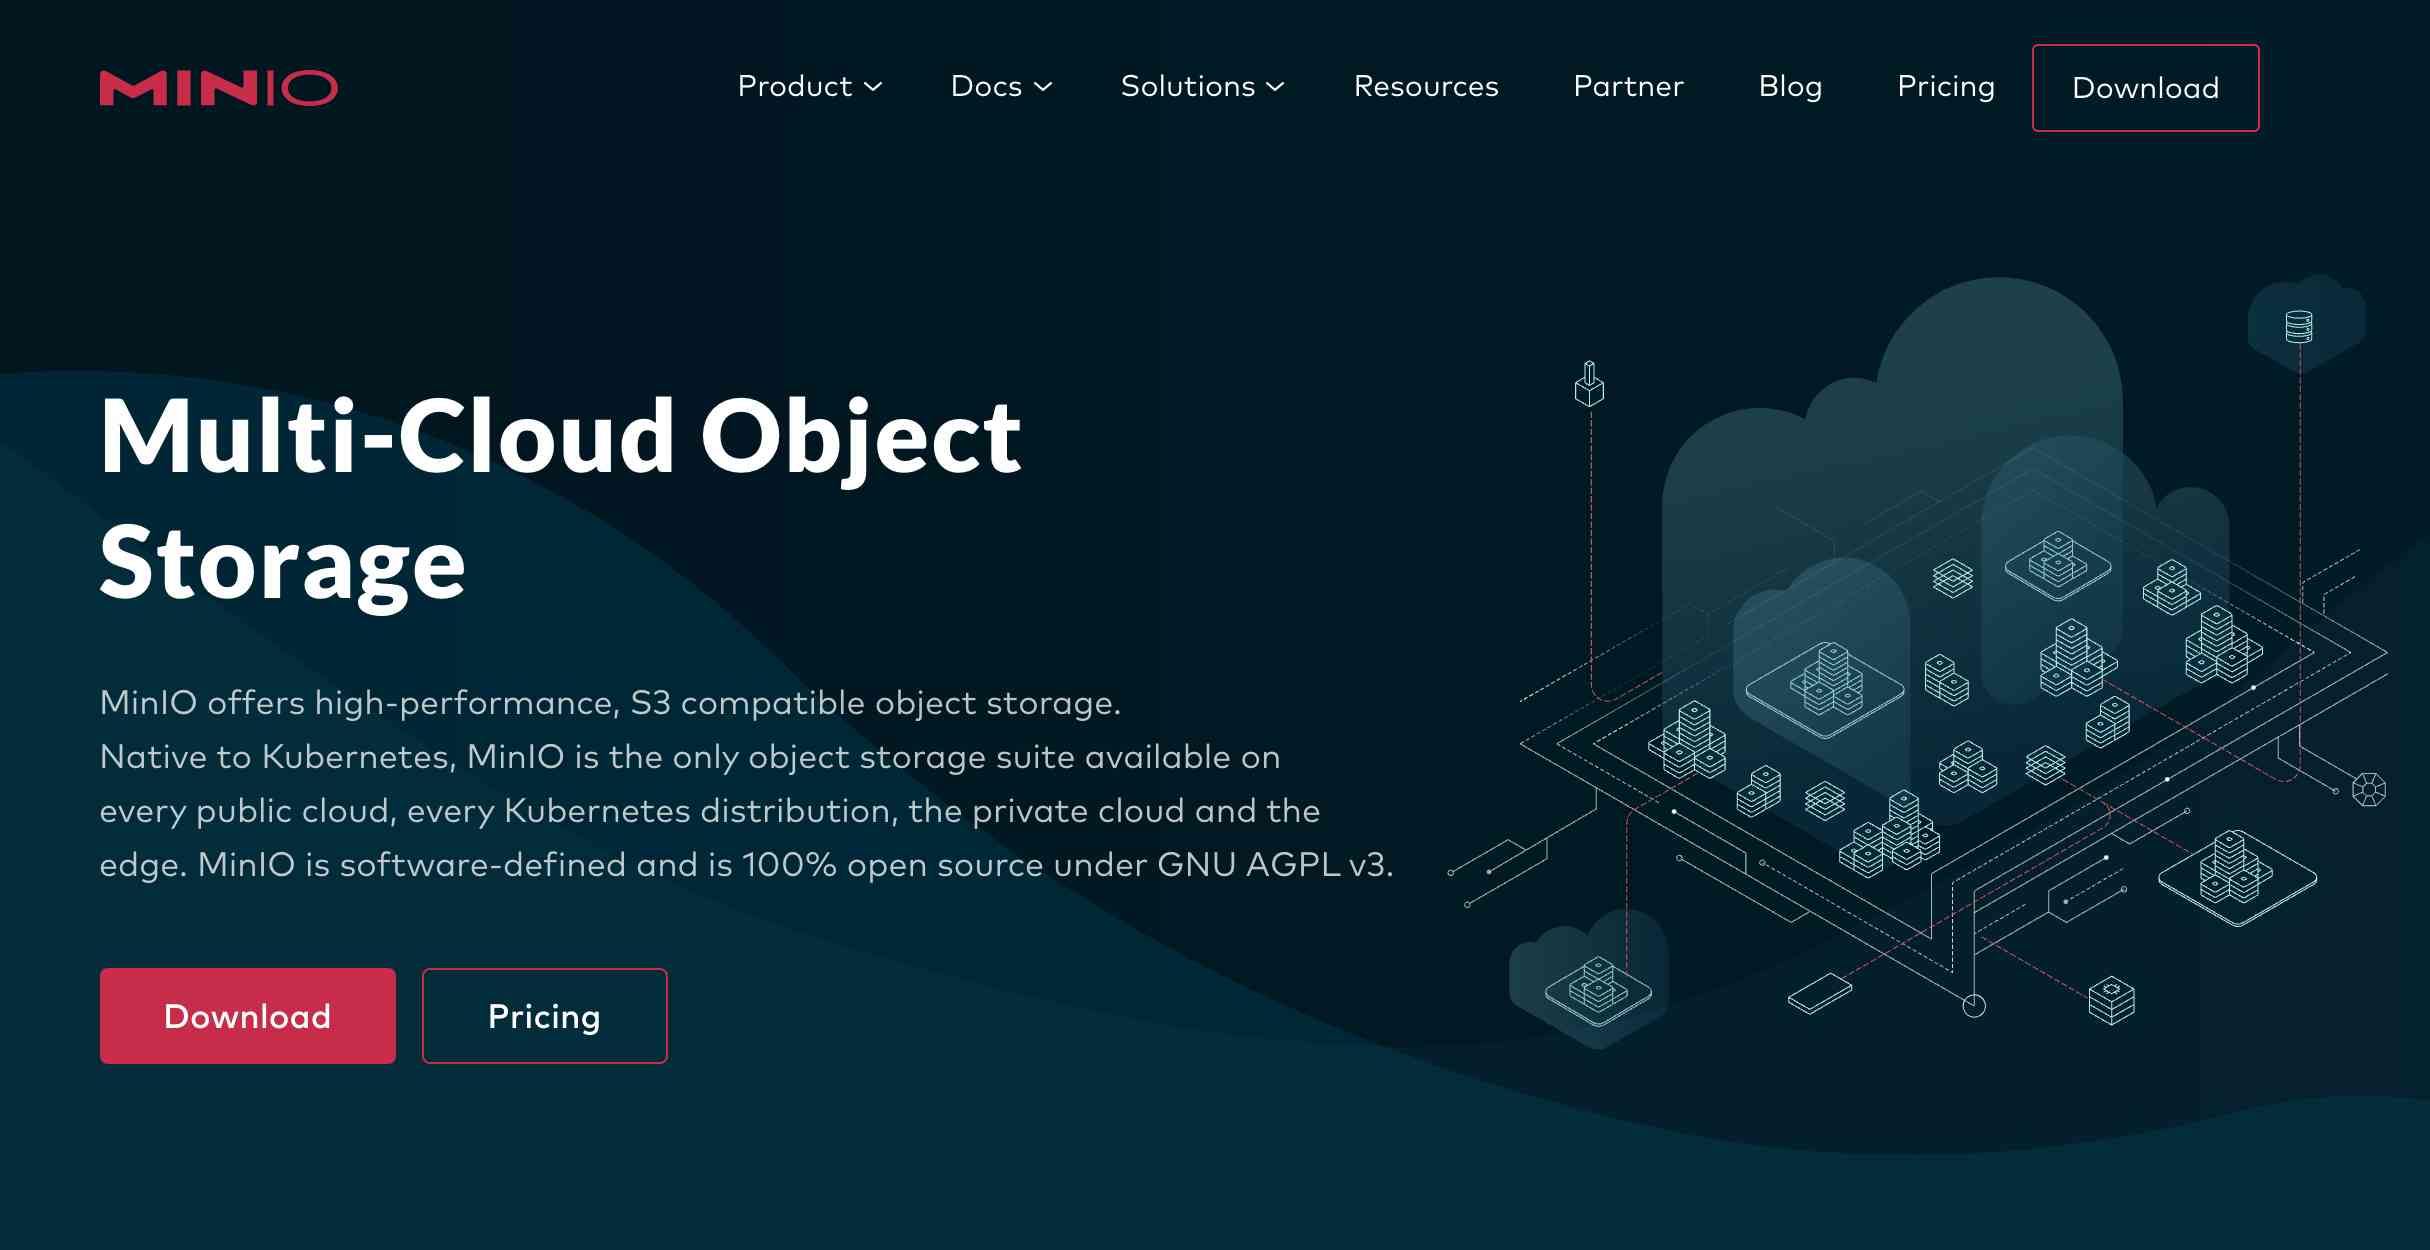 MINIO
Product
Docs
Solutions
Resources
Partner
Blog
Pricing
Download
Multi-Cloud Object
Storage
MinIO offers high-performance, S3 compatible object storage.
Native to Kubernetes, MinIO is the only object storage suite available on
every public cloud, every Kubernetes distribution, the private cloud and the
edge. MinIO is software-defined and is 100% open source under GNU AGPL v3.
Download
Pricing